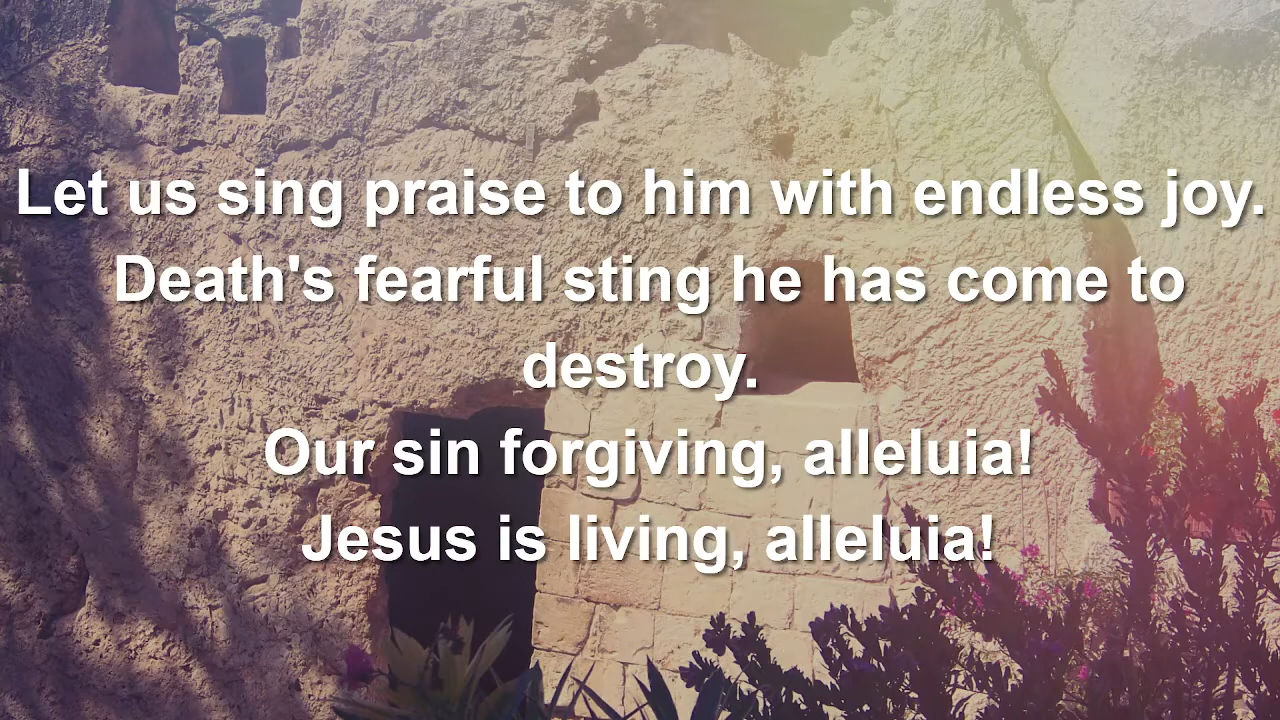 Let us sing praise to him with endless joy.
Death's fearful sting he has come to
destroy.
Our sin forgiving, alleluia!
Jesus is living, alleluia!